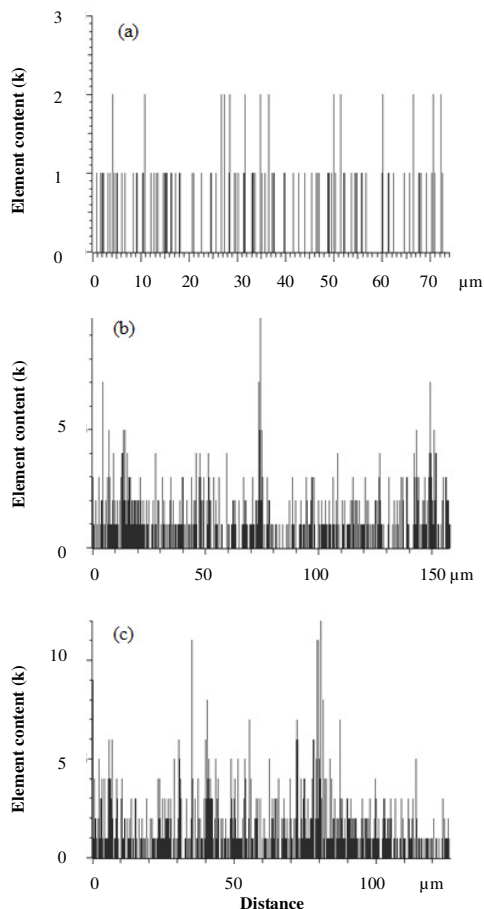 (a)
Element content (k)
3
2
1
0
0 10 20 30 40 50 60 70 µm
(b)
Element content (k)
5
0
0 50 100 150 µm
(c)
Element content (k)
10
5
0
0 50 100 µm
Distance